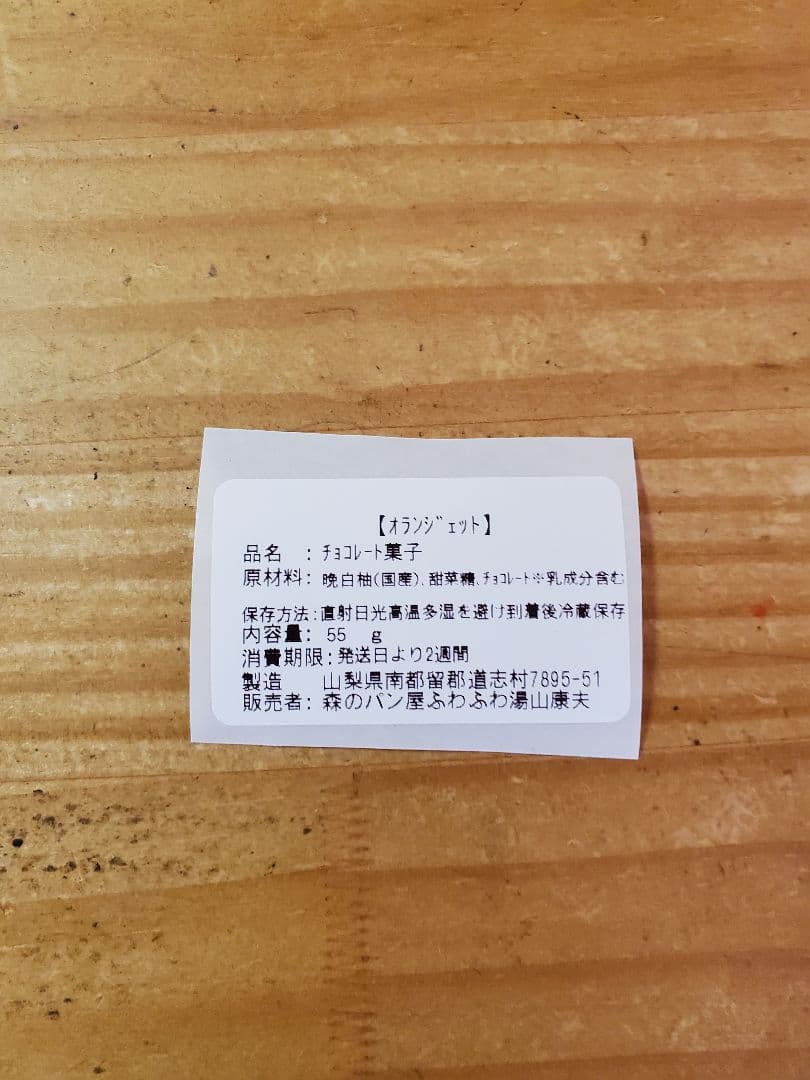 【ｵﾗﾝｼﾞｪｯﾄ】
品名 : ﾁｮｺﾚｰﾄ菓子
原材料: 晩白柚(国産)、甜菜糖、ﾁｮｺﾚｰﾄ※乳成分含む
保存方法:直射日光高温多湿を避け到着後冷蔵保存
内容量: 55 g
消費期限:発送日より2週間
製造 山梨県南都留郡道志村7895-51
販売者: 森のパン屋ふわふわ湯山康夫